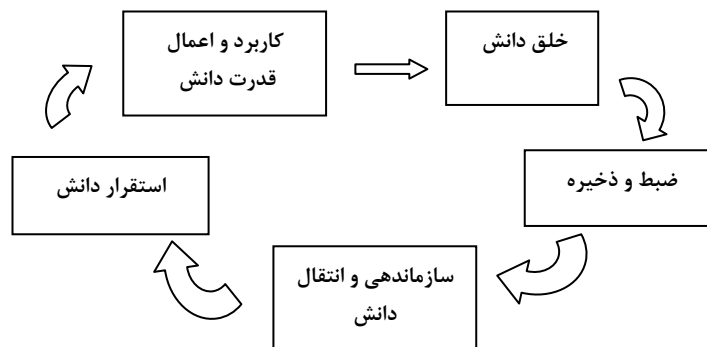 خلق دانش
کاربرد و اعمال
قدرت دانش
ضبط و ذخیره
استقرار دانش
سازماندهی و انتقال
دانش